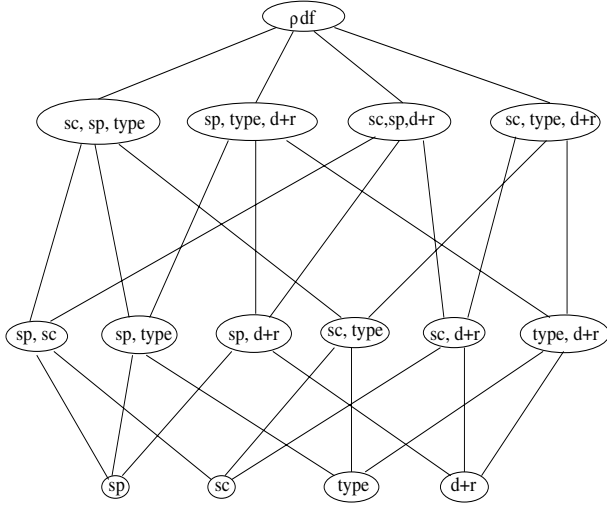 ρdf
sc, sp, type
sp, type, d+r
sc,sp,d+r
sc, type, d+r
sp, sc
sp, type
sp, d+r
sc, type
sc, d+r
type, d+r
sp
sc
type
d+r